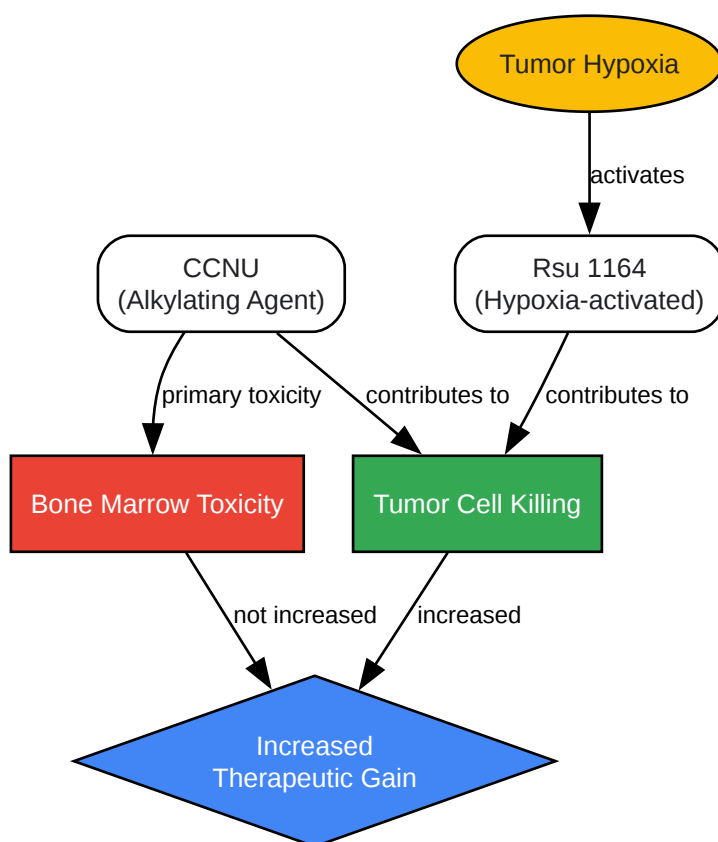 Tumor Hypoxia
activates
CCNU
(Alkylating Agent)
Rsu 1164
(Hypoxia-activated)
primary toxicity
contributes to
contributes to
Bone Marrow Toxicity
Tumor Cell Killing
not increased
increased
Increased
Therapeutic Gain